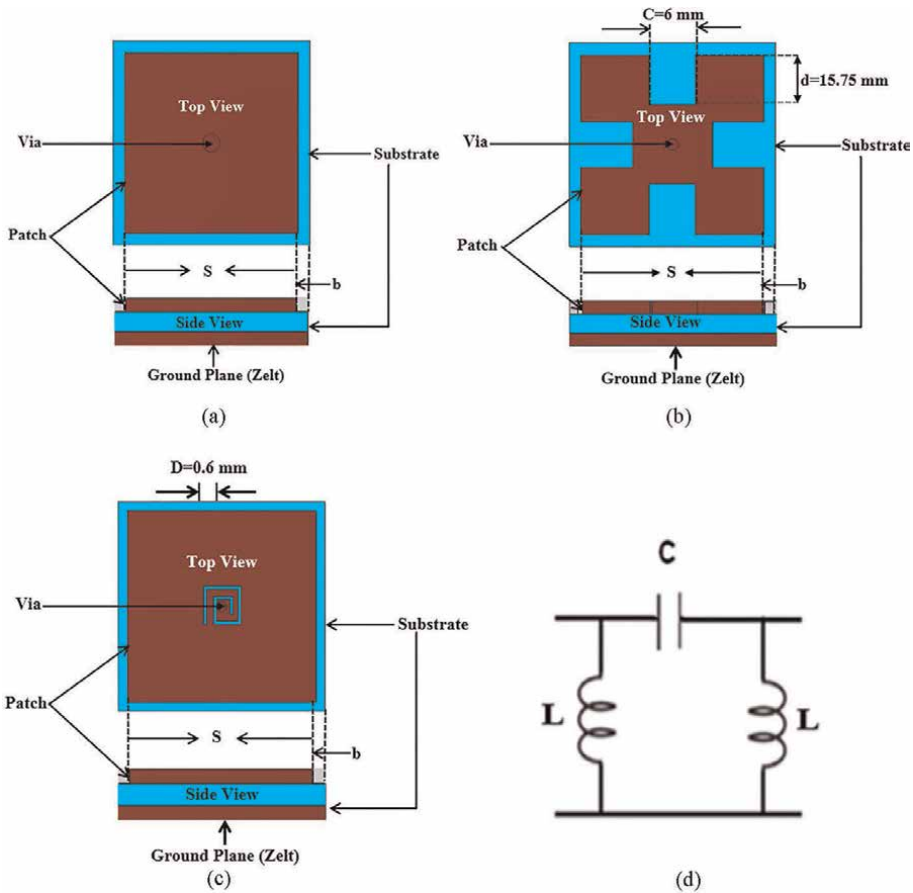 Top View
Via
Substrate
Patch
S
b
Side View
Ground Plane (Zelt)
(a)
C=6 mm
d=15.75 mm
Top View
Via
Substrate
Patch
S
b
Side View
Ground Plane (Zelt)
(b)
D=0.6 mm
Top View
Via
Substrate
Patch
S
b
Side View
Ground Plane (Zelt)
(c)
C
L
L
(d)